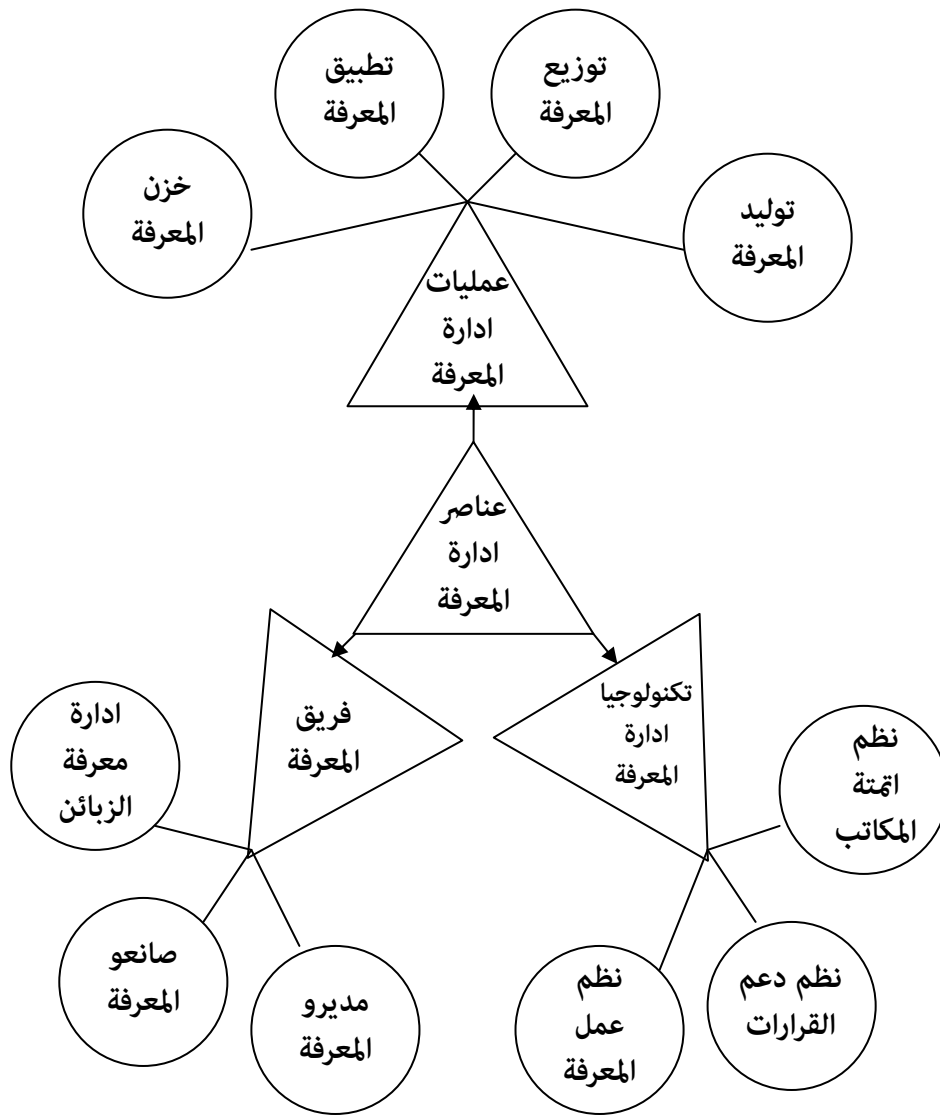 توزيع
المعرفة
تطبيق
المعرفة
توليد
المعرفة
خزن
المعرفة
عمليات
ادارة
المعرفة
عناصر
ادارة
المعرفة
تكنولوجيا
ادارة
المعرفة
فريق
المعرفة
نظم
اتمتة
المكاتب
ادارة
معرفة
الزبائن
نظم دعم
القرارات
نظم
عمل
المعرفة
مديرو
المعرفة
صانعو
المعرفة